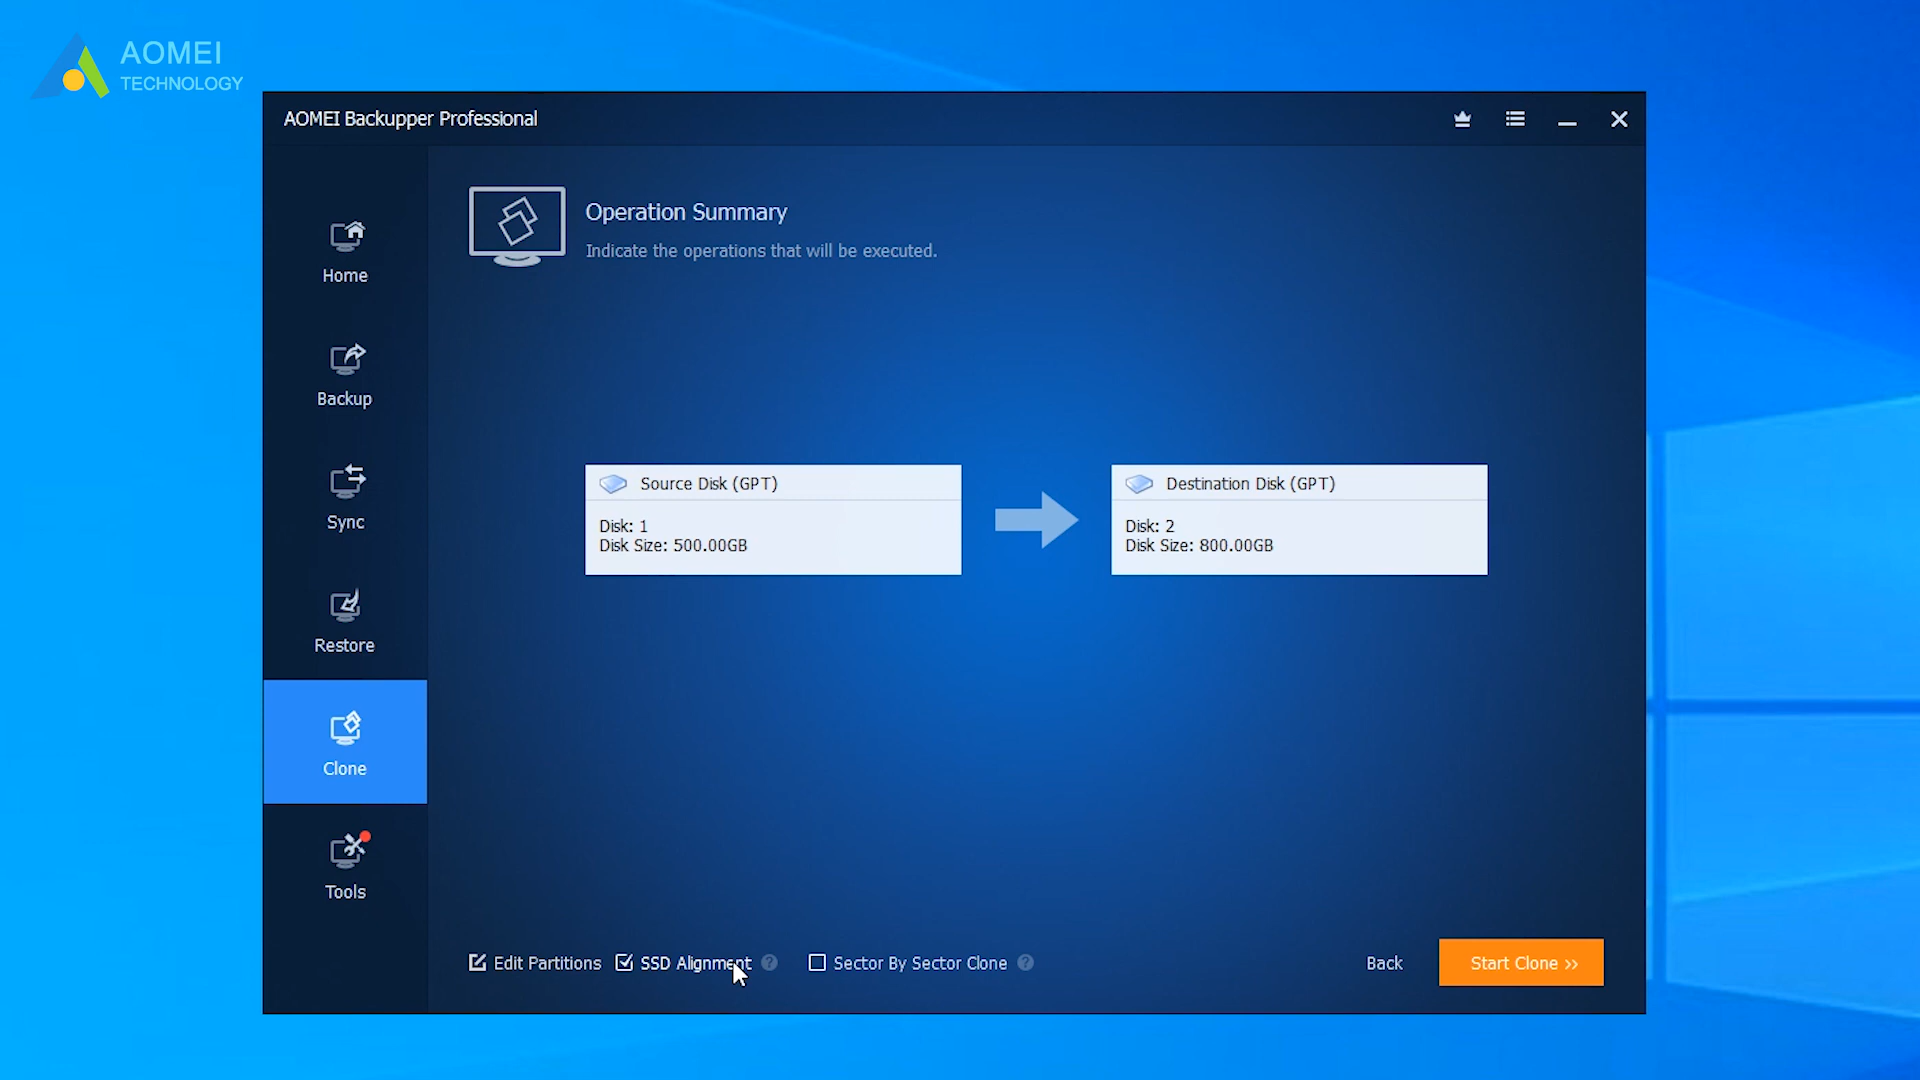 AOMEI
TECHNOLOGY
AOMEI Backupper Professional
Home
Backup
Sync
Restore
Clone
Tools
Operation Summary
Indicate the operations that will be executed.
Source Disk (GPT)
Disk: 1
Disk Size: 500.00GB
Destination Disk (GPT)
Disk: 2
Disk Size: 800.00GB
Edit Partitions SSD Alignment ? Sector By Sector Clone ? Back Start Clone >>